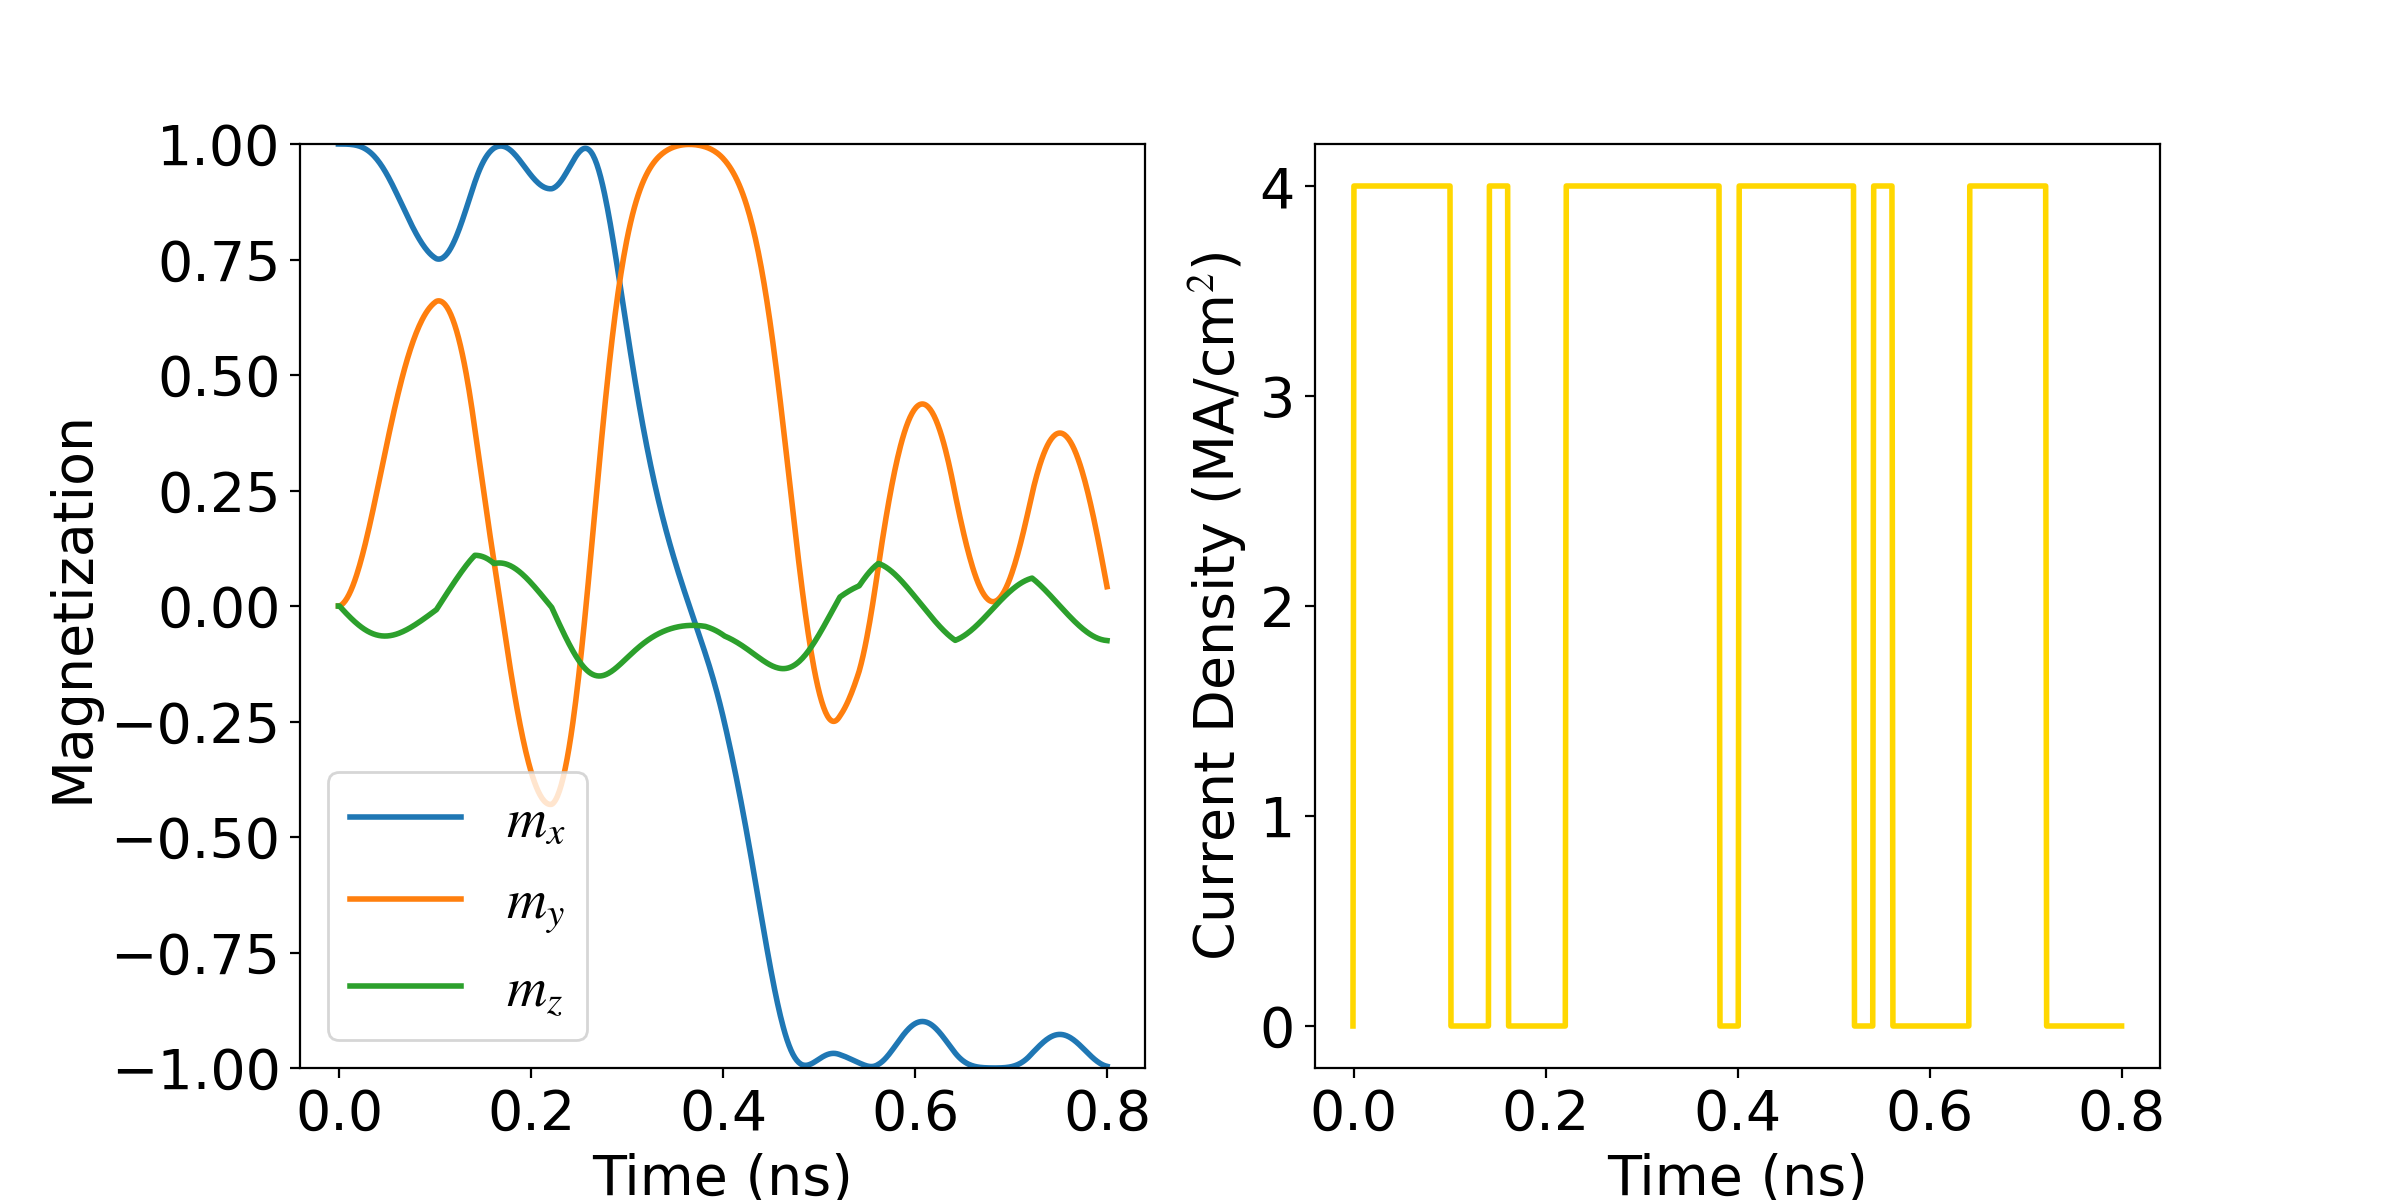 1.00
0.75
0.50
0.25
0.00
−0.25
−0.50
−0.75
−1.00
Magnetization
m_x
m_y
m_z
0.0 0.2 0.4 0.6 0.8
Time (ns)
4
3
2
1
0
Current Density (MA/cm²)
0.0 0.2 0.4 0.6 0.8
Time (ns)